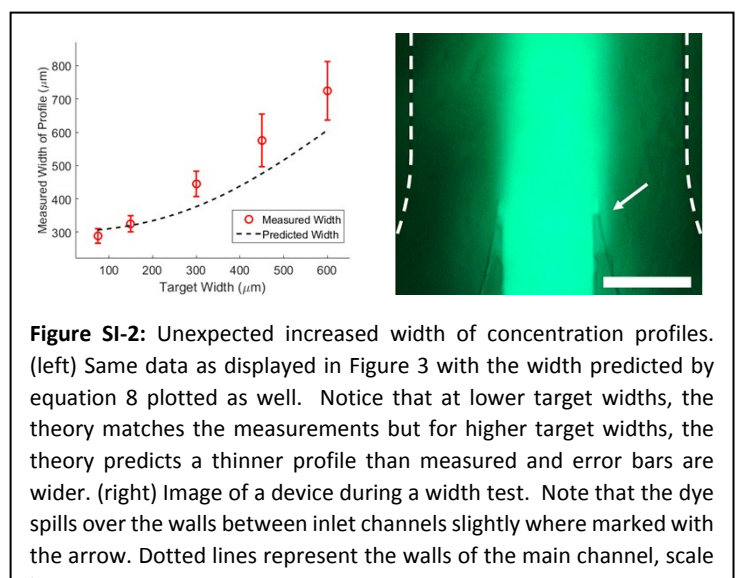 800
700
600
500
400
300
Measured Width of Profile (μm)
Measured Width
Predicted Width
100 200 300 400 500 600
Target Width (μm)
Figure SI-2: Unexpected increased width of concentration profiles.
(left) Same data as displayed in Figure 3 with the width predicted by
equation 8 plotted as well. Notice that at lower target widths, the
theory matches the measurements but for higher target widths, the
theory predicts a thinner profile than measured and error bars are
wider. (right) Image of a device during a width test. Note that the dye
spills over the walls between inlet channels slightly where marked with
the arrow. Dotted lines represent the walls of the main channel, scale